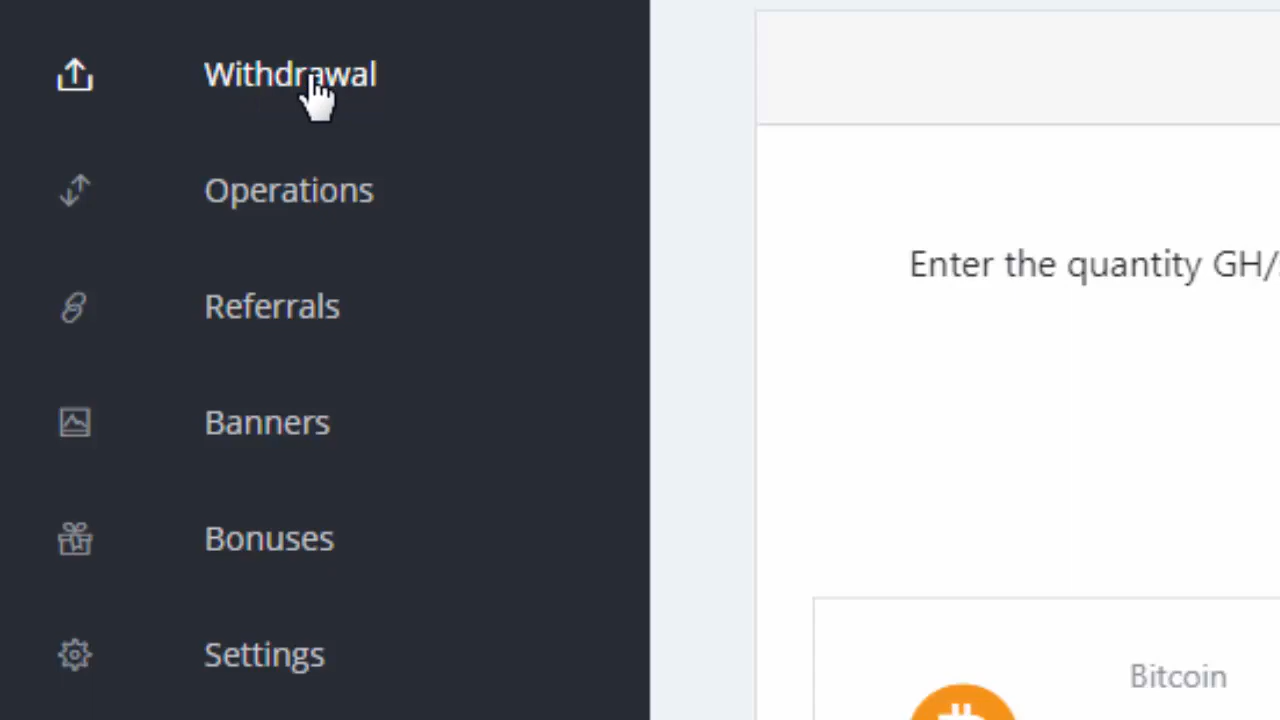 Withdrawal
Operations
Referrals
Banners
Bonuses
Settings
Enter the quantity GH/
Bitcoin